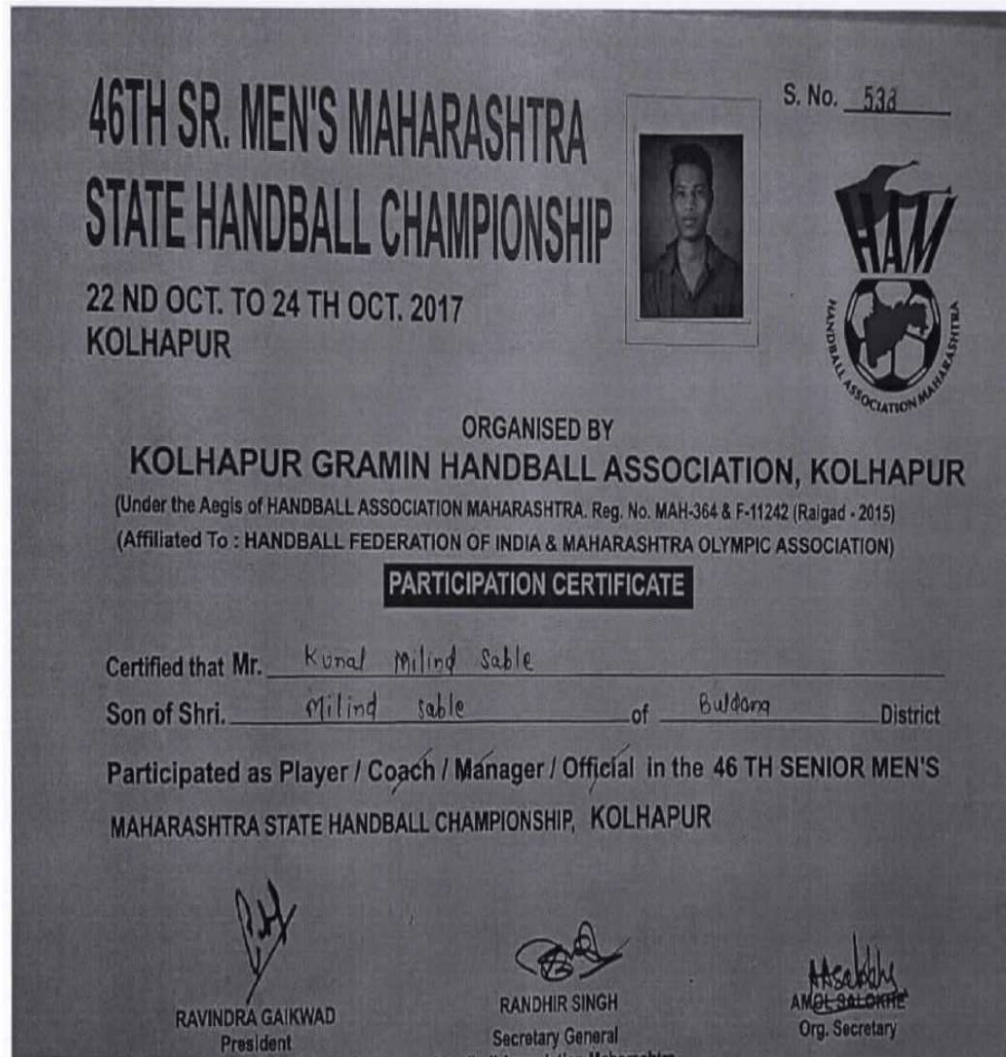 46TH SR. MEN'S MAHARASHTRA
STATE HANDBALL CHAMPIONSHIP
22 ND OCT. TO 24 TH OCT. 2017
KOLHAPUR
S. No.
HAM
HANDBALL ASSOCIATION MAHARASHTRA
ORGANISED BY
KOLHAPUR GRAMIN HANDBALL ASSOCIATION, KOLHAPUR
(Under the Aegis of HANDBALL ASSOCIATION MAHARASHTRA. Reg. No. MAH-364 & F-11242 (Raigad - 2015)
(Affiliated To : HANDBALL FEDERATION OF INDIA & MAHARASHTRA OLYMPIC ASSOCIATION)
PARTICIPATION CERTIFICATE
Certified that Mr. Kunal Milind Sable
Son of Shri. Milind sable of Buldana District
Participated as Player / Coach / Manager / Official in the 46 TH SENIOR MEN'S
MAHARASHTRA STATE HANDBALL CHAMPIONSHIP, KOLHAPUR
RAVINDRA GAIKWAD
President
RANDHIR SINGH
Secretary General
AMOL SALOKHE
Org. Secretary